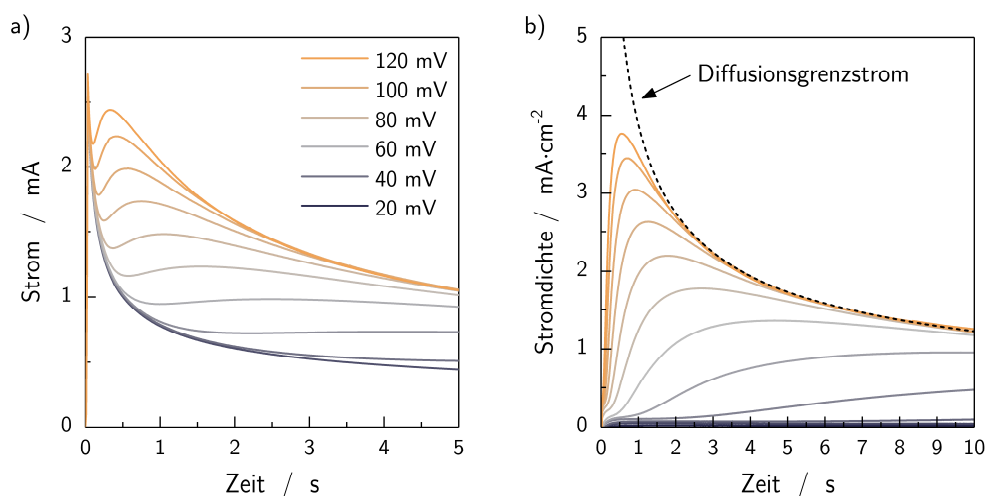 a)
3
2
1
0
Strom / mA
0
1
2
3
4
5
Zeit / s
120 mV
100 mV
80 mV
60 mV
40 mV
20 mV
b)
5
4
3
2
1
0
Stromdichte / mA·cm⁻²
Diffusionsgrenzstrom
0
1
2
3
4
5
6
7
8
9
10
Zeit / s